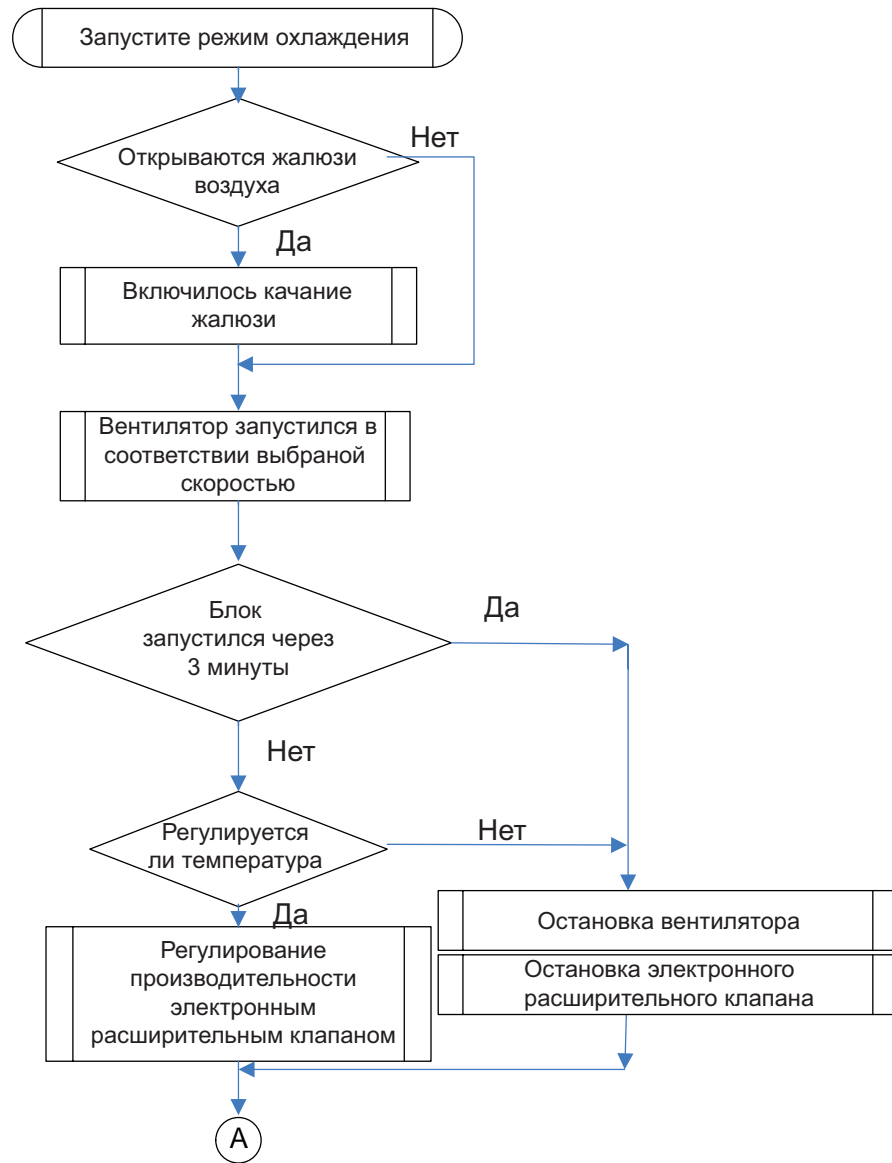 Запустите режим охлаждения
Нет
Открываются жалюзи
воздуха
Да
Включилось качание
жалюзи
Вентилятор запустился в
соответствии выбраной
скоростью
Да
Блок
запустился через
3 минуты
Нет
Регулируется
ли температура
Нет
Да
Остановка вентилятора
Регулирование
производительности
электронным
расширительным клапаном
Остановка электронного
расширительного клапана
А